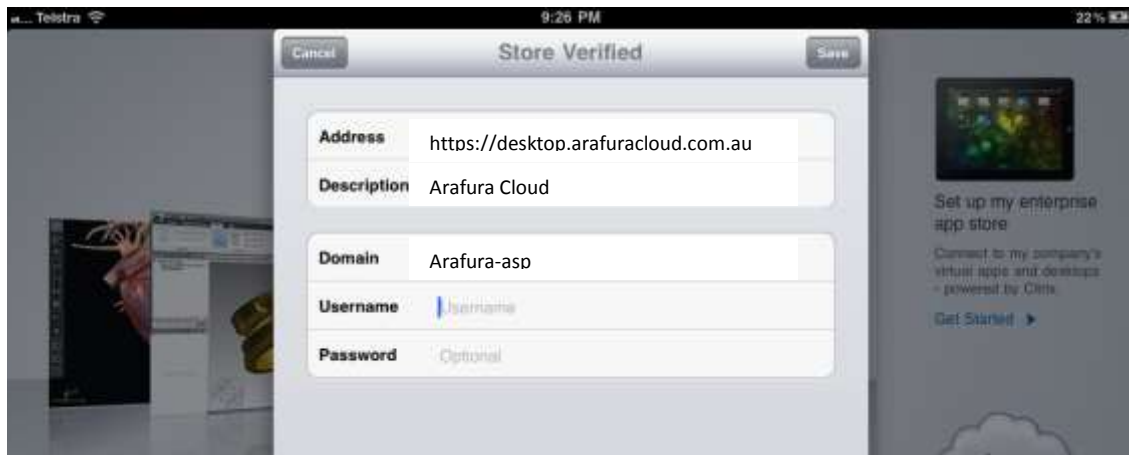 ... Telstra 9:26 PM 22%
Cancel Store Verified Save
Address https://desktop.arafuracloud.com.au
Description Arafura Cloud
Domain Arafura-asp
Username Username
Password Optional
Set up my enterprise
app store
Connect to my company's
virtual apps and desktops
- powered by Citrix.
Get Started